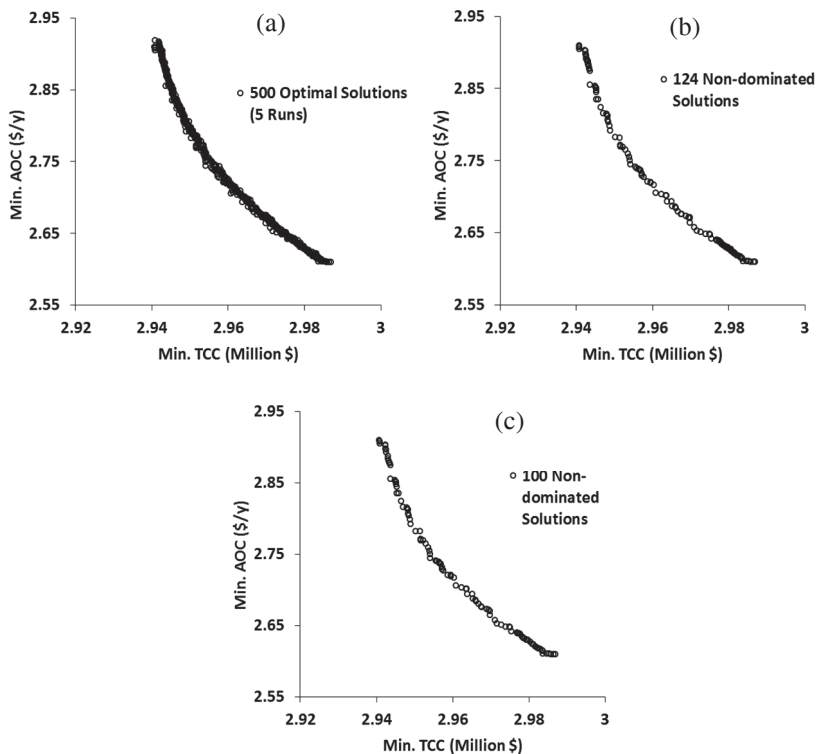 (a)
2.95
2.85
2.75
2.65
2.55
Min. AOC ($/y)
500 Optimal Solutions
(5 Runs)
2.92
2.94
2.96
2.98
3
Min. TCC (Million $)
(b)
2.95
2.85
2.75
2.65
2.55
Min. AOC ($/y)
124 Non-dominated
Solutions
2.92
2.94
2.96
2.98
3
Min. TCC (Million $)
(c)
2.95
2.85
2.75
2.65
2.55
Min. AOC ($/y)
100 Non-
dominated
Solutions
2.92
2.94
2.96
2.98
3
Min. TCC (Million $)